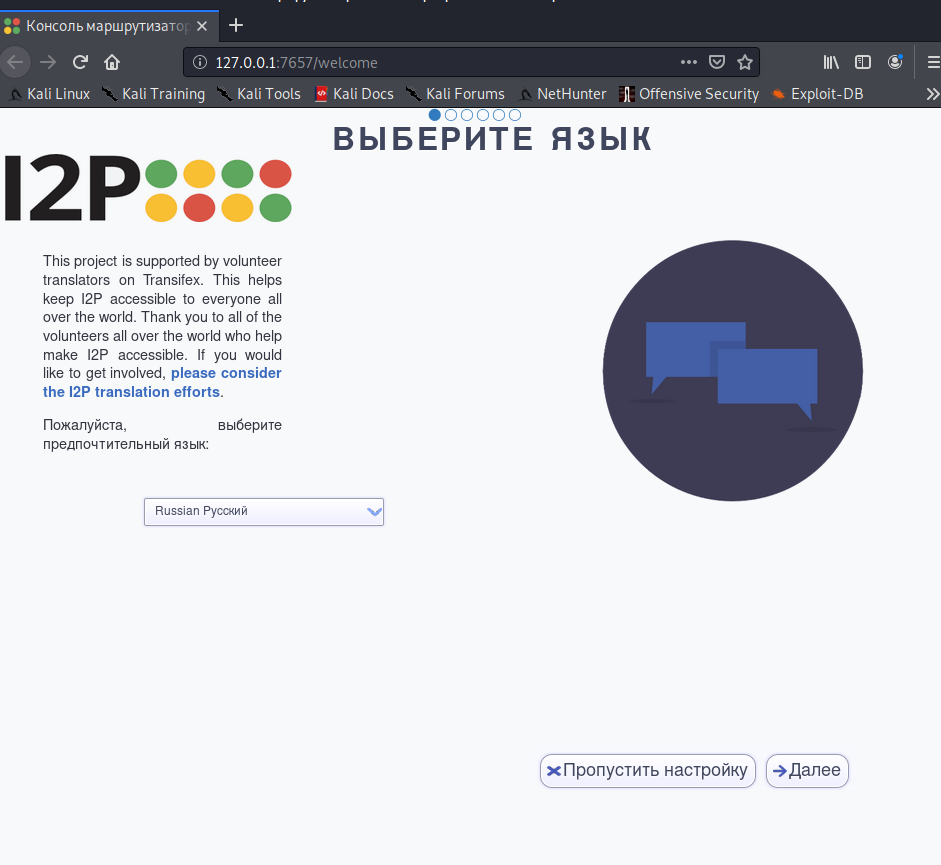 Консоль маршрутизатор
127.0.0.1:7657/welcome
Kali Linux Kali Training Kali Tools Kali Docs Kali Forums NetHunter Offensive Security Exploit-DB
ВЫБЕРИТЕ ЯЗЫК
I2P
This project is supported by volunteer
translators on Transifex. This helps
keep I2P accessible to everyone all
over the world. Thank you to all of the
volunteers all over the world who help
make I2P accessible. If you would
like to get involved, please consider
the I2P translation efforts.
Пожалуйста, выберите
предпочтительный язык:
Russian Русский
Пропустить настройку Далее